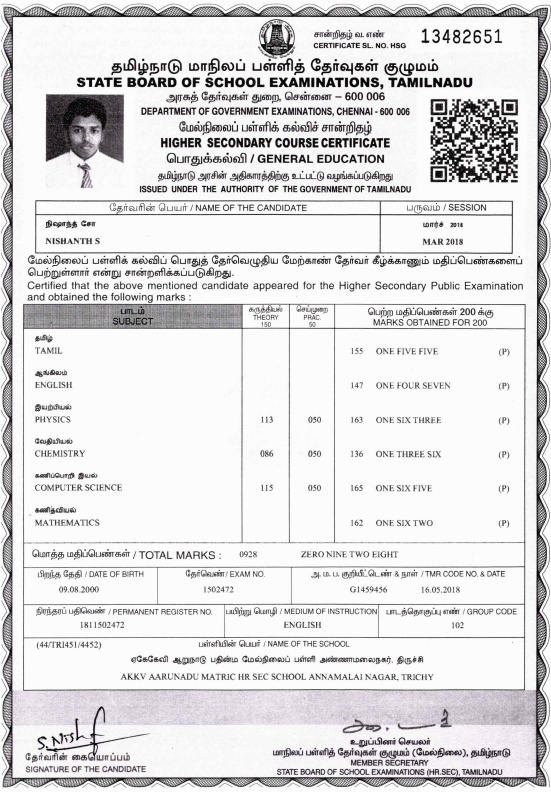 சான்றிதழ் வ. எண்
CERTIFICATE SL. NO. HSG 13482651
தமிழ்நாடு மாநிலப் பள்ளித் தேர்வுகள் குழுமம்
STATE BOARD OF SCHOOL EXAMINATIONS, TAMILNADU
அரசுத் தேர்வுகள் துறை, சென்னை – 600 006
DEPARTMENT OF GOVERNMENT EXAMINATIONS, CHENNAI - 600 006
மேல்நிலைப் பள்ளிக் கல்விச் சான்றிதழ்
HIGHER SECONDARY COURSE CERTIFICATE
பொதுக்கல்வி / GENERAL EDUCATION
தமிழ்நாடு அரசின் அதிகாரத்திற்கு உட்பட்டு வழங்கப்படுகிறது
ISSUED UNDER THE AUTHORITY OF THE GOVERNMENT OF TAMILNADU
தேர்வரின் பெயர் / NAME OF THE CANDIDATE பருவம் / SESSION
நிஷாந்த் சோ மார்ச் 2018
NISHANTH S MAR 2018
மேல்நிலைப் பள்ளிக் கல்விப் பொதுத் தேர்வெழுதிய மேற்காண் தேர்வர் கீழ்க்காணும் மதிப்பெண்களைப்
பெற்றுள்ளார் என்று சான்றளிக்கப்படுகிறது.
Certified that the above mentioned candidate appeared for the Higher Secondary Public Examination
and obtained the following marks :
பாடம் கருத்தியல் செய்முறை பெற்ற மதிப்பெண்கள் 200 க்கு
SUBJECT THEORY PRAC. MARKS OBTAINED FOR 200
150 50
தமிழ்
TAMIL 155 ONE FIVE FIVE (P)
ஆங்கிலம்
ENGLISH 147 ONE FOUR SEVEN (P)
இயற்பியல்
PHYSICS 113 050 163 ONE SIX THREE (P)
வேதியியல்
CHEMISTRY 086 050 136 ONE THREE SIX (P)
கணிப்பொறி இயல்
COMPUTER SCIENCE 115 050 165 ONE SIX FIVE (P)
கணிதவியல்
MATHEMATICS 162 ONE SIX TWO (P)
மொத்த மதிப்பெண்கள் / TOTAL MARKS : 0928 ZERO NINE TWO EIGHT
பிறந்த தேதி / DATE OF BIRTH தேர்வெண்/ EXAM NO. அ. ம. ப. குறியீட்டெண் & நாள் / TMR CODE NO. & DATE
09.08.2000 1502472 G1459456 16.05.2018
நிரந்தரப் பதிவெண் / PERMANENT REGISTER NO. பயிற்று மொழி / MEDIUM OF INSTRUCTION பாடத்தொகுப்பு எண் / GROUP CODE
1811502472 ENGLISH 102
(44/TRI451/4452) பள்ளியின் பெயர் / NAME OF THE SCHOOL
ஏகேகேவி ஆறுநாடு பதின்ம மேல்நிலைப் பள்ளி அண்ணாமலைநகர், திருச்சி
AKKV AARUNADU MATRIC HR SEC SCHOOL ANNAMALAI NAGAR, TRICHY
தேர்வரின் கையொப்பம்
SIGNATURE OF THE CANDIDATE
உறுப்பினர் செயலர்
மாநிலப் பள்ளித் தேர்வுகள் குழுமம் (மேல்நிலை), தமிழ்நாடு
MEMBER SECRETARY
STATE BOARD OF SCHOOL EXAMINATIONS (HR.SEC), TAMILNADU